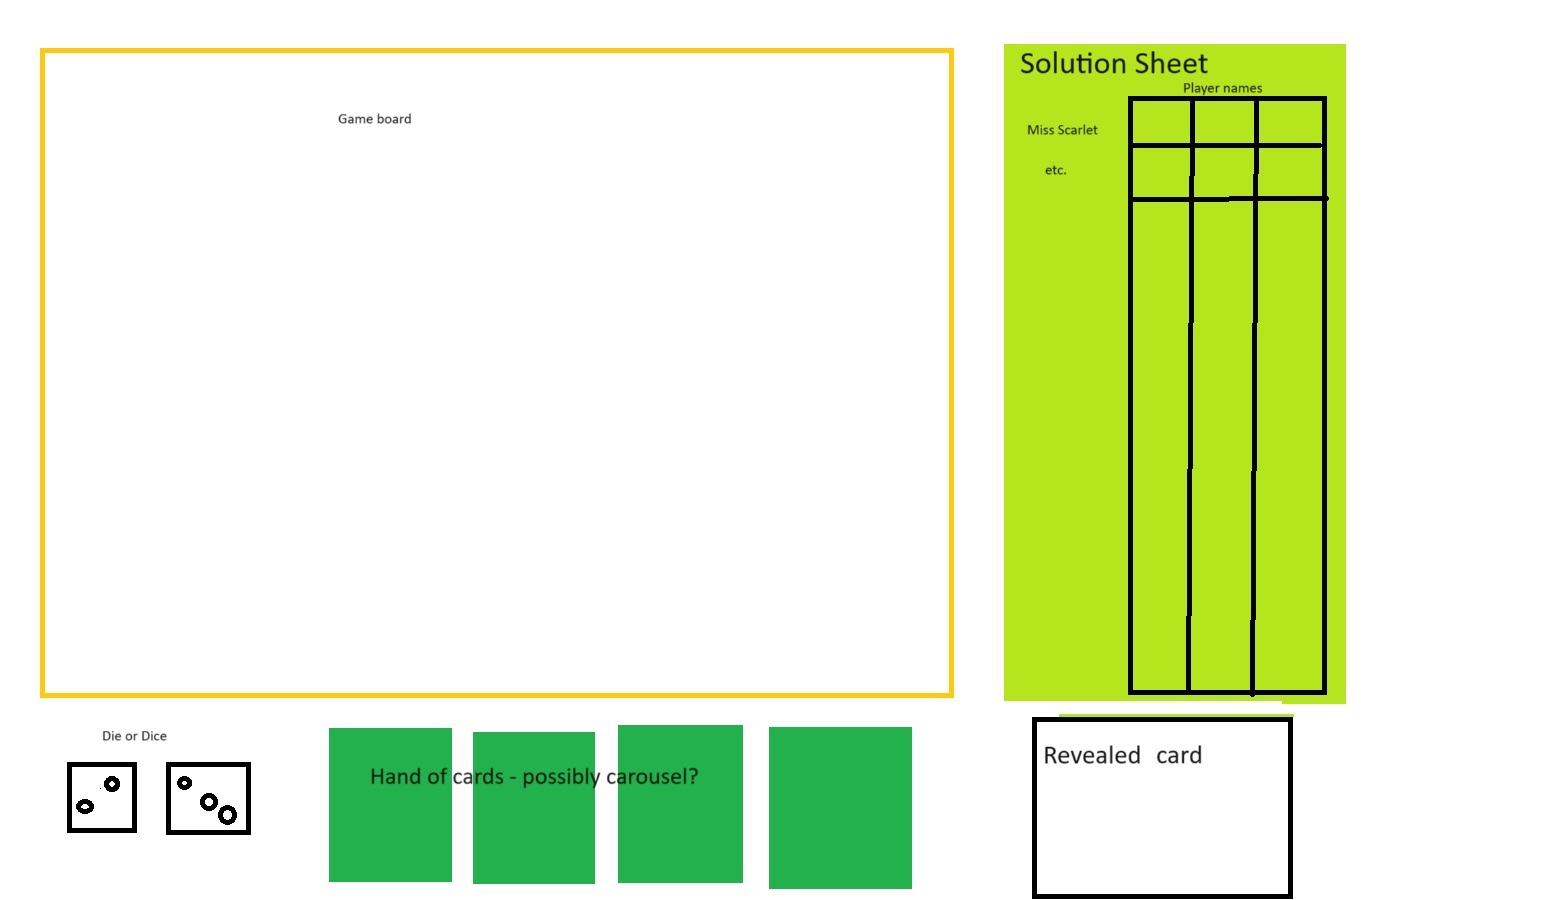 Solution Sheet
Player names
Game board
Miss Scarlet
etc.
Die or Dice
Hand of cards - possibly carousel?
Revealed card